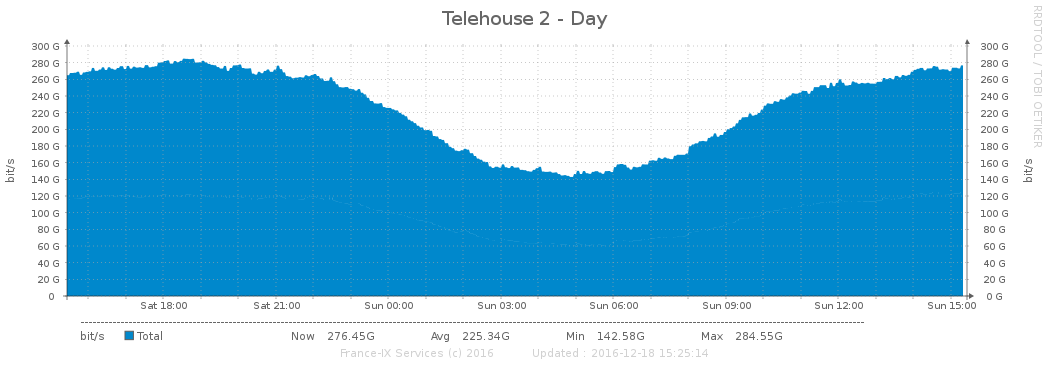 Telehouse 2 - Day
RRDTOOL / TOBI OETIKER
300 G 300 G
280 G 280 G
260 G 260 G
240 G 240 G
220 G 220 G
200 G 200 G
180 G 180 G
160 G 160 G
140 G 140 G
120 G 120 G
100 G 100 G
80 G 80 G
60 G 60 G
40 G 40 G
20 G 20 G
0 0 G
bit/s bit/s
Sat 18:00 Sat 21:00 Sun 00:00 Sun 03:00 Sun 06:00 Sun 09:00 Sun 12:00 Sun 15:00
bit/s Total Now 276.45G Avg 225.34G Min 142.58G Max 284.55G
France-IX Services (c) 2016 Updated : 2016-12-18 15:25:14